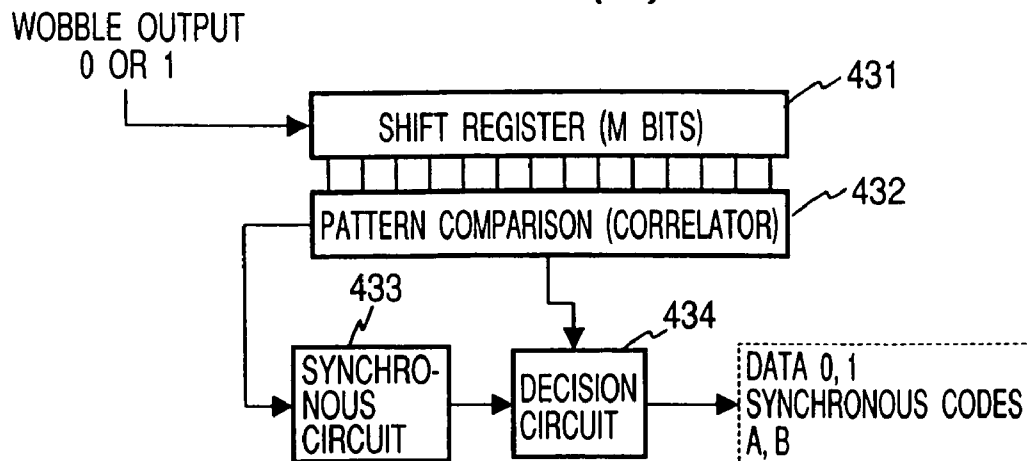 WOBBLE OUTPUT
0 OR 1
431
SHIFT REGISTER (M BITS)
432
PATTERN COMPARISON (CORRELATOR)
433
434
SYNCHRO-
NOUS
CIRCUIT
DECISION
CIRCUIT
DATA 0, 1
SYNCHRONOUS CODES
A, B